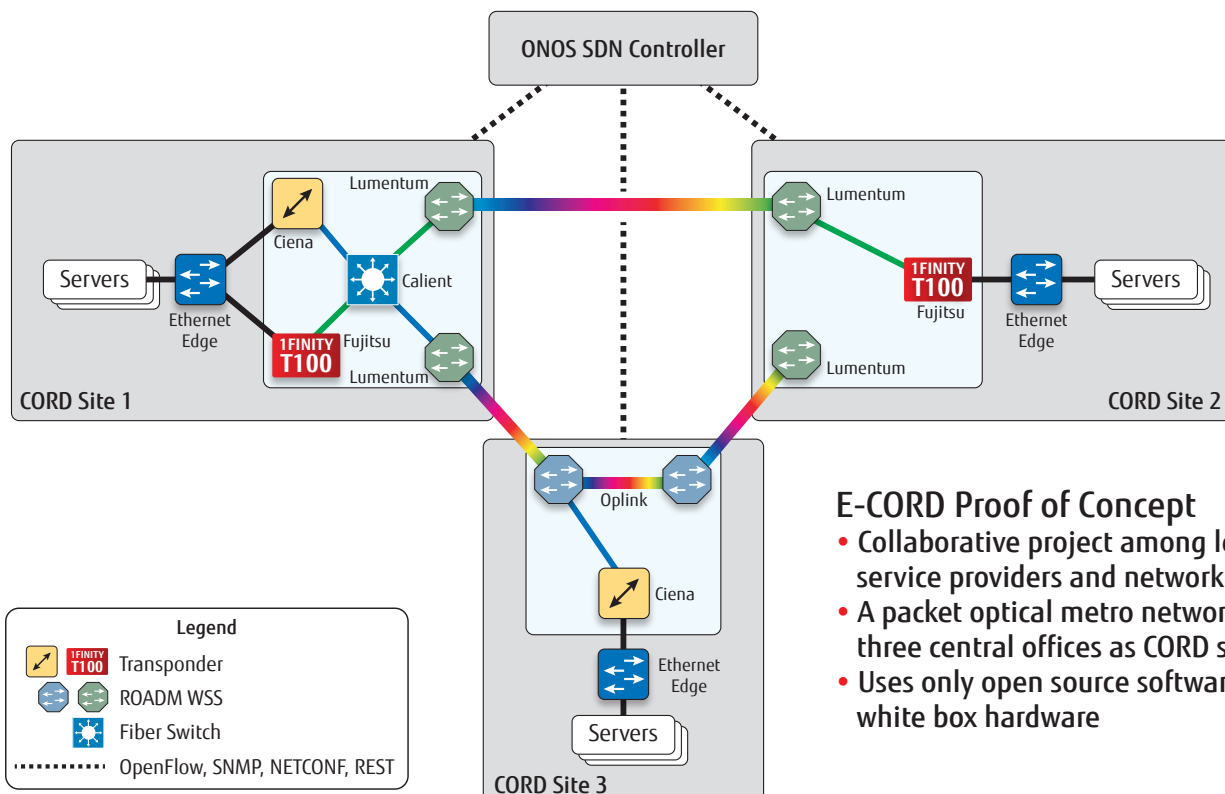 ONOS SDN Controller
Lumentum
Ciena
Calient
Servers
Ethernet
Edge
1FINITY
T100
Fujitsu
Lumentum
CORD Site 1
Lumentum
1FINITY
T100
Fujitsu
Ethernet
Edge
Servers
Lumentum
CORD Site 2
Oplink
Ciena
Ethernet
Edge
Servers
CORD Site 3
E-CORD Proof of Concept
• Collaborative project among
service providers and network
• A packet optical metro
three central offices as CORD
• Uses only open source
white box hardware
Legend
1FINITY
T100
Transponder
ROADM WSS
Fiber Switch
OpenFlow, SNMP, NETCONF, REST